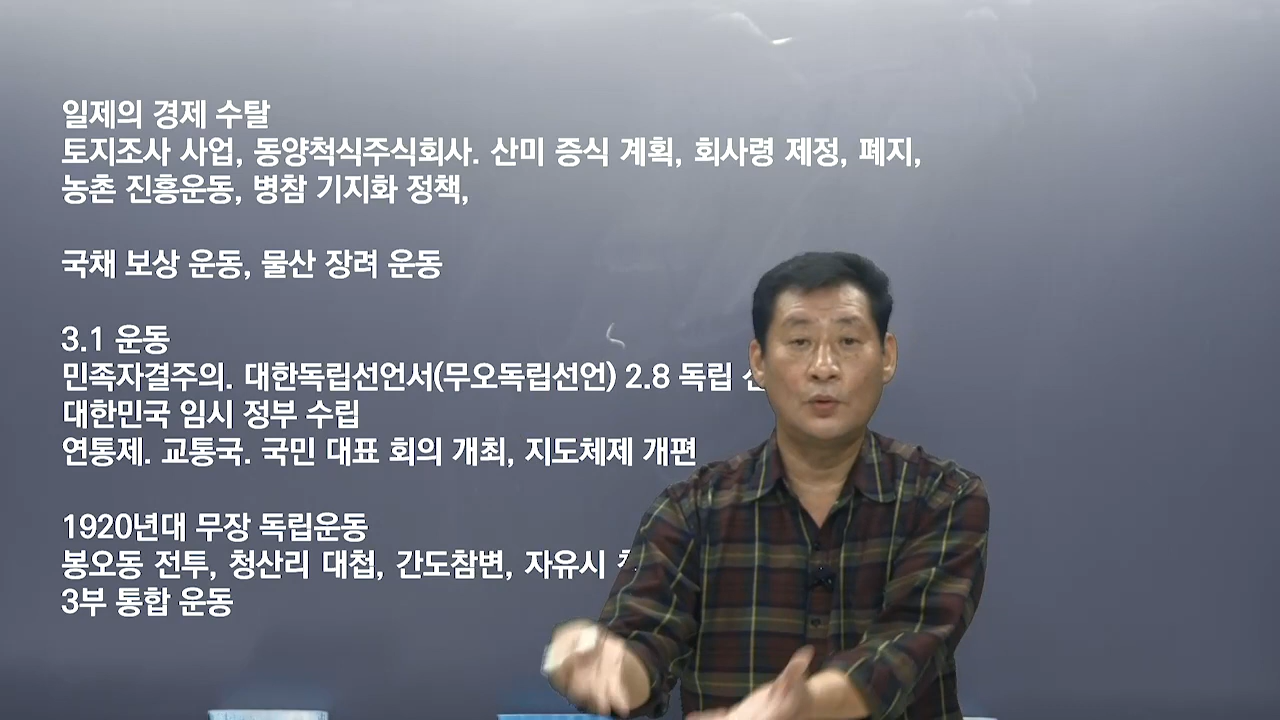 일제의 경제 수탈
토지조사 사업, 동양척식주식회사. 산미 증식 계획, 회사령 제정, 폐지,
농촌 진흥운동, 병참 기지화 정책,
국채 보상 운동, 물산 장려 운동
3.1 운동
민족자결주의. 대한독립선언서(무오독립선언) 2.8 독립
대한민국 임시 정부 수립
연통제. 교통국. 국민 대표 회의 개최, 지도체제 개편
1920년대 무장 독립운동
봉오동 전투, 청산리 대첩, 간도참변, 자유시
3부 통합 운동